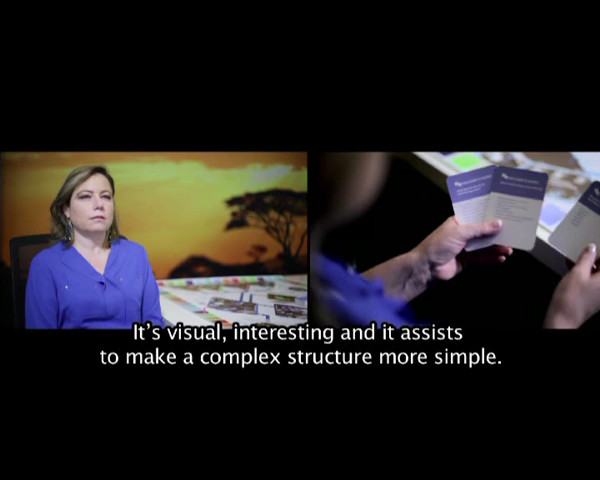 It's visual, interesting and it assists
to make a complex structure more simple.